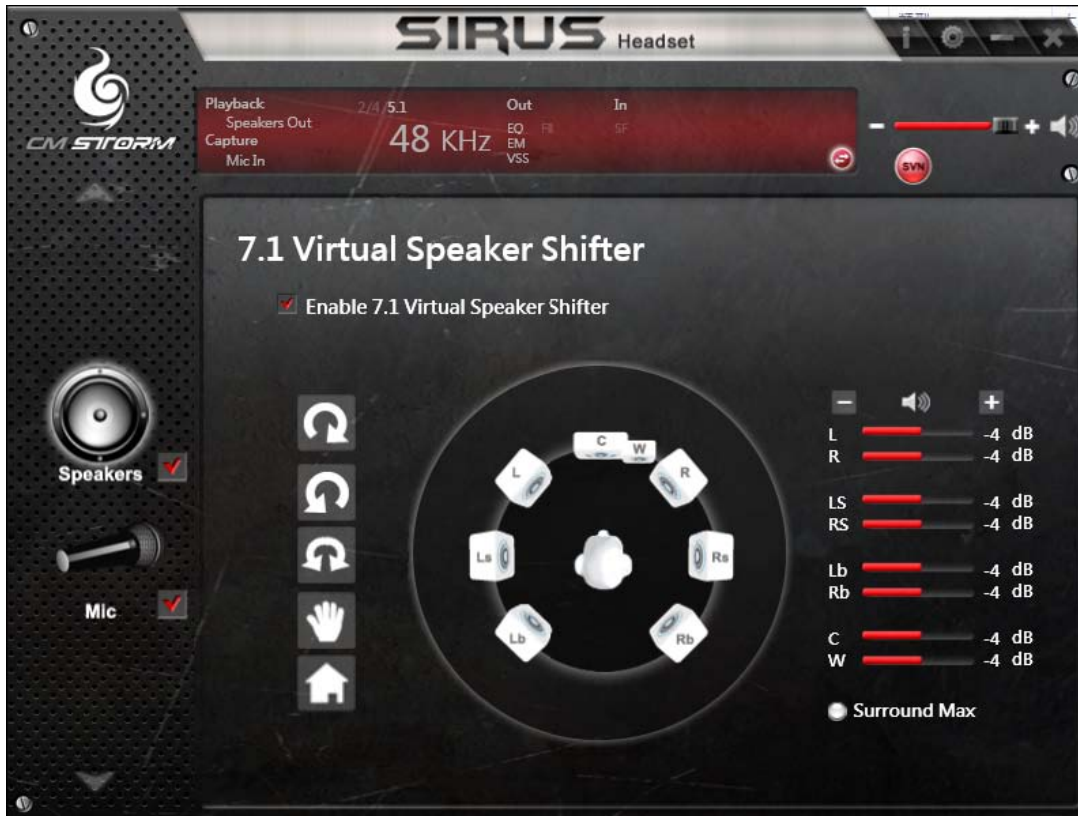 SIRUS Headset
CM STORM
Playback 2/4/5.1 Out In
Speakers Out 48 KHz EQ FB SF
Capture EM
Mic In VSS
SVN
7.1 Virtual Speaker Shifter
Enable 7.1 Virtual Speaker Shifter
Speakers
Mic
C
W
L
R
Ls
Rs
Lb
Rb
L -4 dB
R -4 dB
LS -4 dB
RS -4 dB
Lb -4 dB
Rb -4 dB
C -4 dB
W -4 dB
Surround Max